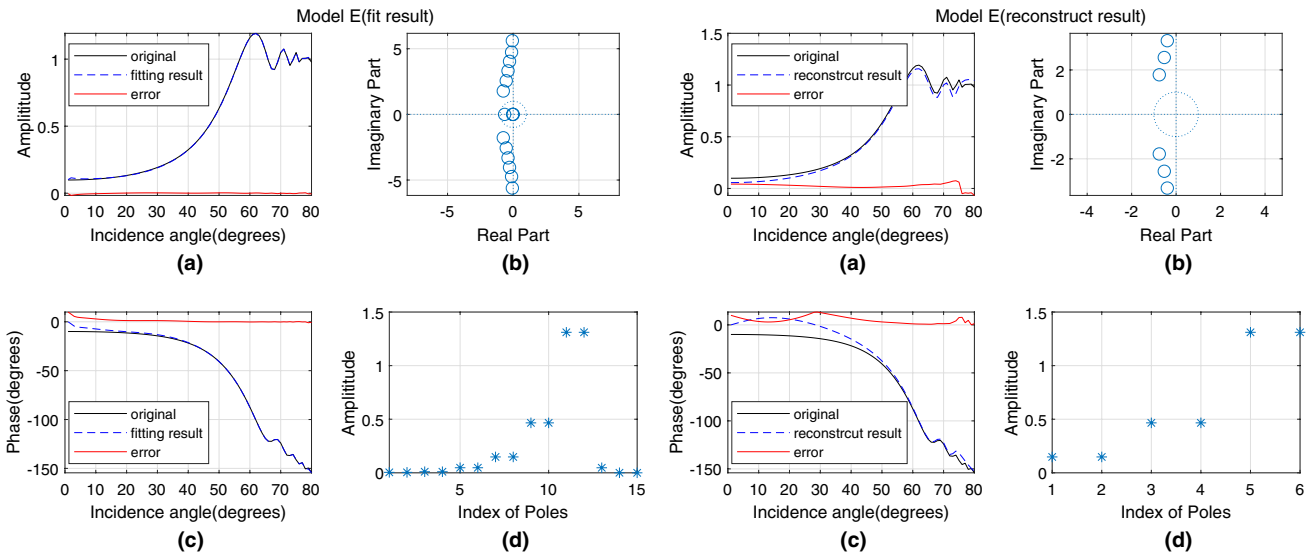 Model E(fit result)
Amplititude
1
0.5
0
0 10 20 30 40 50 60 70 80
Incidence angle(degrees)
original
fitting result
error
(a)
Imaginary Part
5
0
-5
-5 0 5
Real Part
(b)
Phase(degrees)
0
-50
-100
-150
0 10 20 30 40 50 60 70 80
Incidence angle(degrees)
original
fitting result
error
(c)
Amplititude
1.5
1
0.5
0
5 10 15
Index of Poles
(d)
Model E(reconstruct result)
Amplititude
1.5
1.0
0.5
0
0 10 20 30 40 50 60 70 80
Incidence angle(degrees)
original
reconstrcut result
error
(a)
Imaginary Part
2
0
-2
-4 -2 0 2 4
Real Part
(b)
Phase(degrees)
0
-50
-100
-150
0 10 20 30 40 50 60 70 80
Incidence angle(degrees)
original
reconstrcut result
error
(c)
Amplititude
1.5
1
0.5
0
1 2 3 4 5 6
Index of Poles
(d)